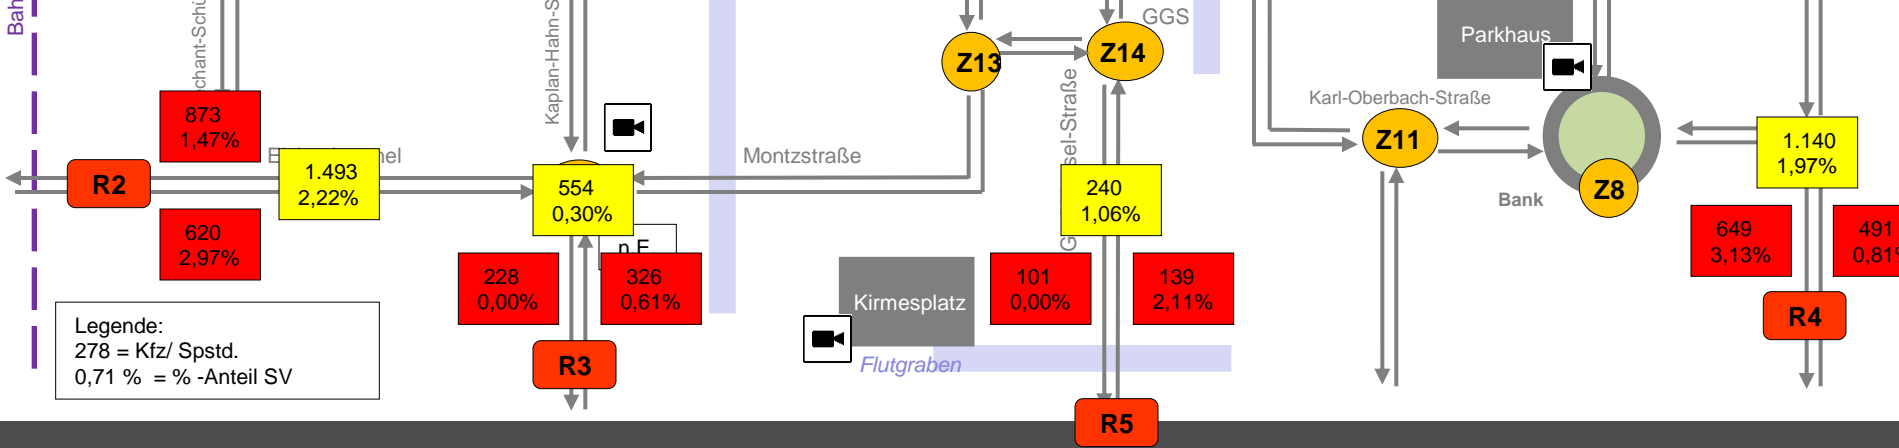 Bah
chant-Schü
Kaplan-Hahn-S
GGS
Z13
Z14
sel-Straße
G
Parkhaus
Karl-Oberbach-Straße
Z11
Z8
Bank
873
1,47%
R2
1.493
2,22%
620
2,97%
554
0,30%
n.F.
Montzstraße
228
0,00%
326
0,61%
R3
240
1,06%
101
0,00%
139
2,11%
R5
Kirmesplatz
Flutgraben
1.140
1,97%
649
3,13%
491
0,81%
R4
Legende:
278 = Kfz/ Spstd.
0,71 % = % -Anteil SV